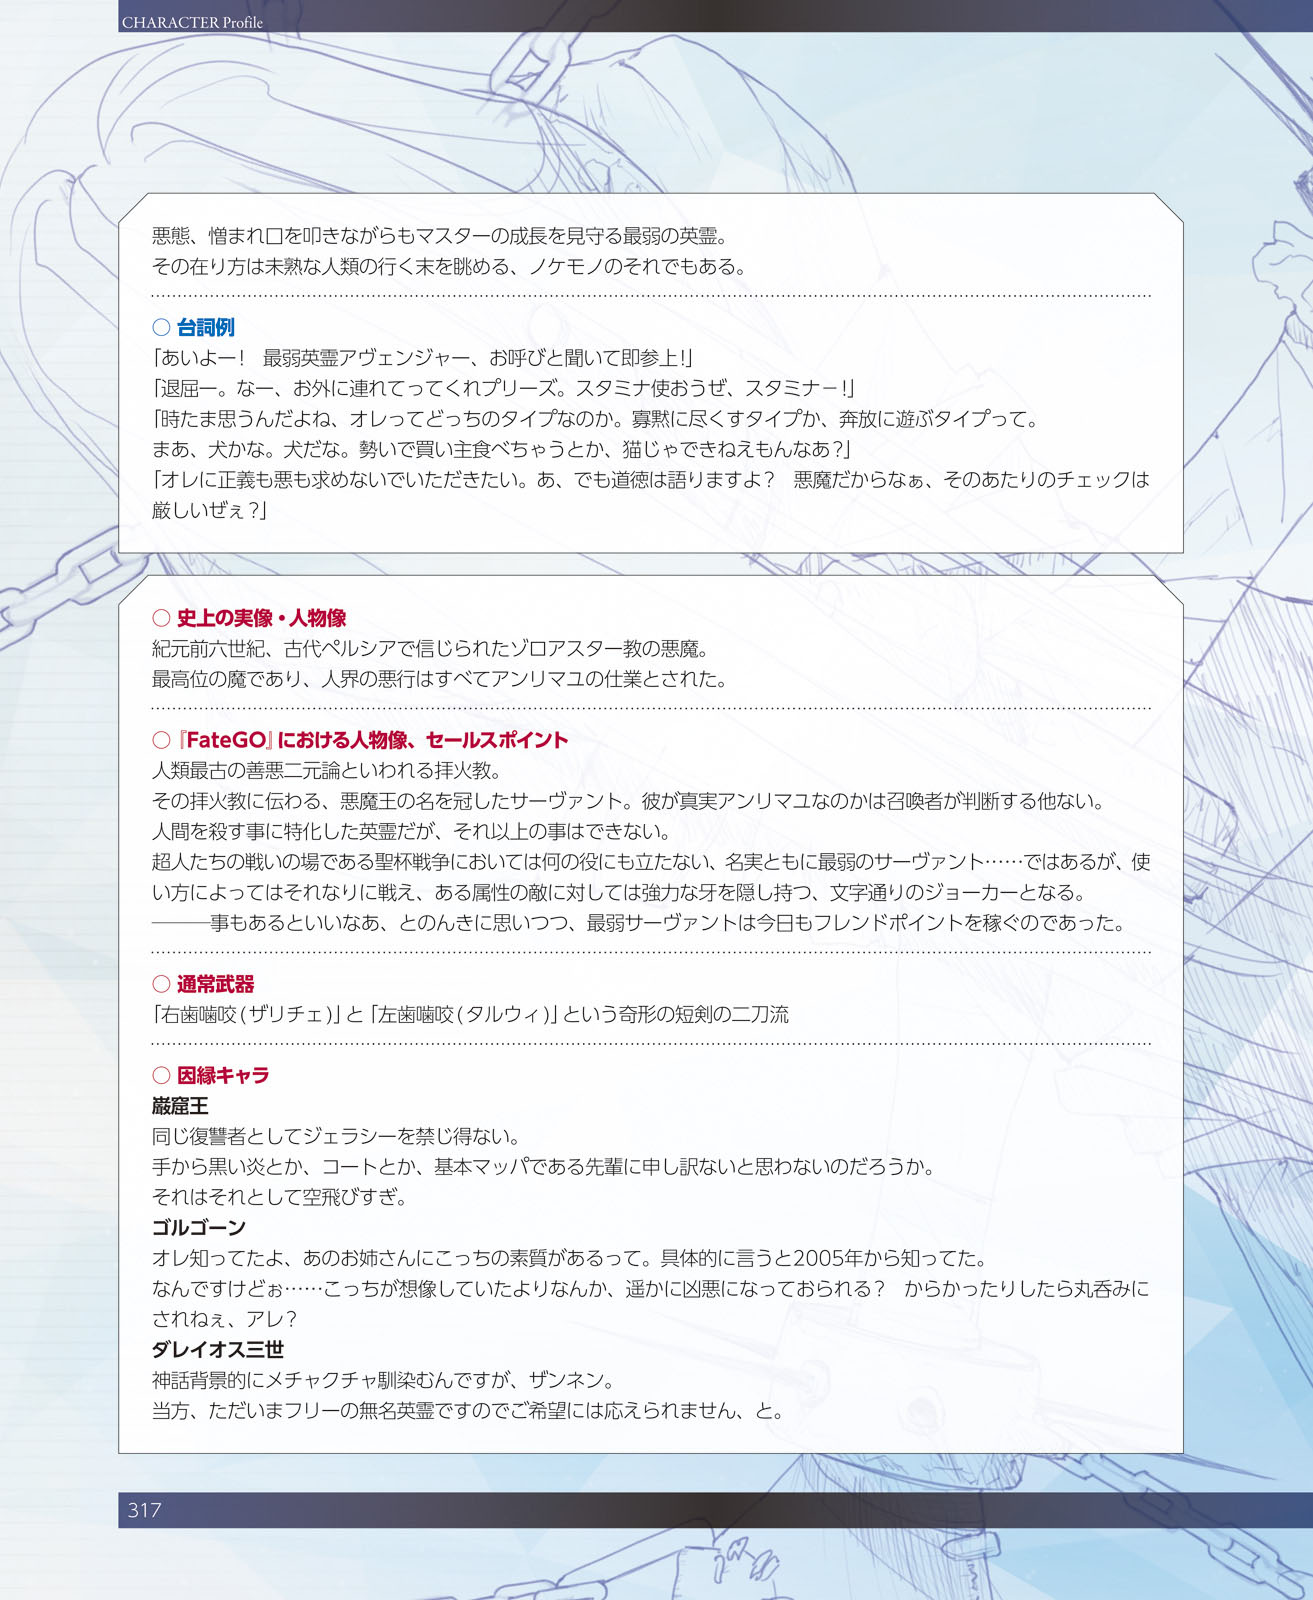 CHARACTER Profile
悪態、憎まれ口を叩きながらもマスターの成長を見守る最弱の英霊。
その在り方は未熟な人類の行く末を眺める、ノケモノのそれでもある。
○ 台詞例
「あいよー！　最弱英霊アヴェンジャー、お呼びと聞いて即参上！」
「退屈ー。なー、お外に連れてってくれプリーズ。スタミナ使おうぜ、スタミナ－！」
「時たま思うんだよね、オレってどっちのタイプなのか。寡黙に尽くすタイプか、奔放に遊ぶタイプって。
まあ、犬かな。犬だな。勢いで買い主食べちゃうとか、猫じゃできねえもんなあ？」
「オレに正義も悪も求めないでいただきたい。あ、でも道徳は語りますよ？　悪魔だからなぁ、そのあたりのチェックは
厳しいぜぇ？」
○ 史上の実像・人物像
紀元前六世紀、古代ペルシアで信じられたゾロアスター教の悪魔。
最高位の魔であり、人界の悪行はすべてアンリマユの仕業とされた。
○ 『FateGO』における人物像、セールスポイント
人類最古の善悪二元論といわれる拝火教。
その拝火教に伝わる、悪魔王の名を冠したサーヴァント。彼が真実アンリマユなのかは召喚者が判断する他ない。
人間を殺す事に特化した英霊だが、それ以上の事はできない。
超人たちの戦いの場である聖杯戦争においては何の役にも立たない、名実ともに最弱のサーヴァント……ではあるが、使
い方によってはそれなりに戦え、ある属性の敵に対しては強力な牙を隠し持つ、文字通りのジョーカーとなる。
―――事もあるといいなあ、とのんきに思いつつ、最弱サーヴァントは今日もフレンドポイントを稼ぐのであった。
○ 通常武器
「右歯噛咬(ザリチェ)」と「左歯噛咬(タルウィ)」という奇形の短剣の二刀流
○ 因縁キャラ
巌窟王
同じ復讐者としてジェラシーを禁じ得ない。
手から黒い炎とか、コートとか、基本マッパである先輩に申し訳ないと思わないのだろうか。
それはそれとして空飛びすぎ。
ゴルゴーン
オレ知ってたよ、あのお姉さんにこっちの素質があるって。具体的に言うと2005年から知ってた。
なんですけどぉ……こっちが想像していたよりなんか、遥かに凶悪になっておられる？　からかったりしたら丸呑みに
されねぇ、アレ？
ダレイオス三世
神話背景的にメチャクチャ馴染むんですが、ザンネン。
当方、ただいまフリーの無名英霊ですのでご希望には応えられません、と。
317